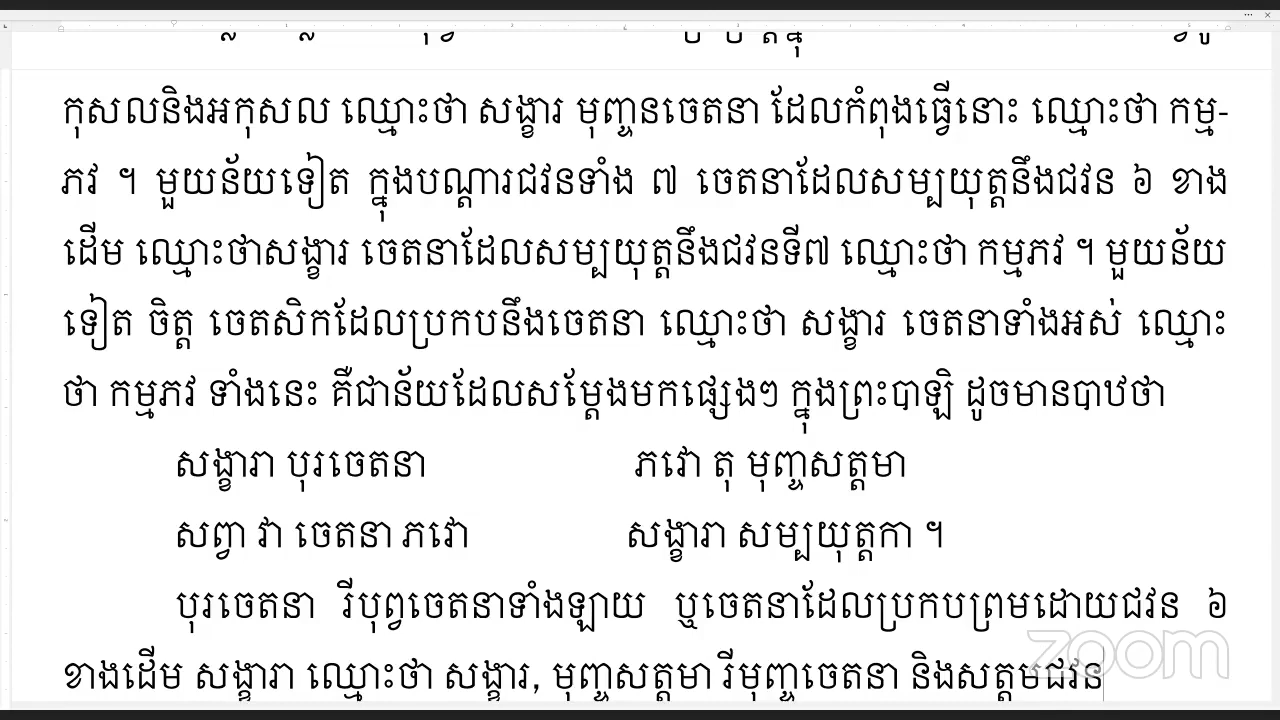 កុសលនិងអកុសល ឈ្មោះថា សង្ខារ មុញ្ចនចេតនា ដែលកំពុងធ្វើនោះ ឈ្មោះថា កម្ម-
ភវ ។ មួយន័យទៀត ក្នុងបណ្តារជវនទាំង ៧ ចេតនាដែលសម្បយុត្តនឹងជវន ៦ ខាង
ដើម ឈ្មោះថាសង្ខារ ចេតនាដែលសម្បយុត្តនឹងជវនទី៧ ឈ្មោះថា កម្មភវ ។ មួយន័យ
ទៀត ចិត្ត ចេតសិកដែលប្រកបនឹងចេតនា ឈ្មោះថា សង្ខារ ចេតនាទាំងអស់ ឈ្មោះ
ថា កម្មភវ ទាំងនេះ គឺជាន័យដែលសម្តែងមកផ្សេងៗ ក្នុងព្រះបាឡិ ដូចមានបាឋថា
សង្ខារា បុរចេតនា ភវោ តុ មុញ្ចសត្តមា
សព្វា វា ចេតនា ភវោ សង្ខារា សម្បយុត្តកា ។
បុរចេតនា រីបុព្វចេតនាទាំងឡាយ ឬចេតនាដែលប្រកបព្រមដោយជវន ៦
ខាងដើម សង្ខារា ឈ្មោះថា សង្ខារ, មុញ្ចសត្តមា រីមុញ្ចចេតនា និងសត្តមជវន
zoom